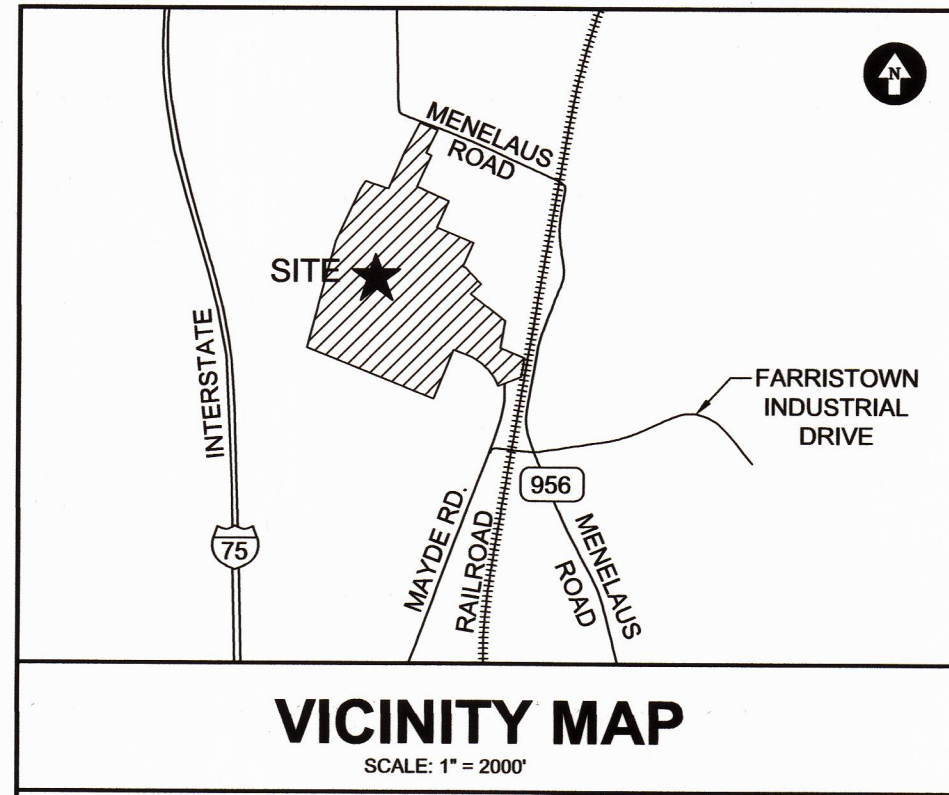 N
MENELAUS
ROAD
SITE
INTERSTATE
75
FARRISTOWN
INDUSTRIAL
DRIVE
956
MAYDE RD.
RAILROAD
MENELAUS
ROAD
VICINITY MAP
SCALE: 1" = 2000'